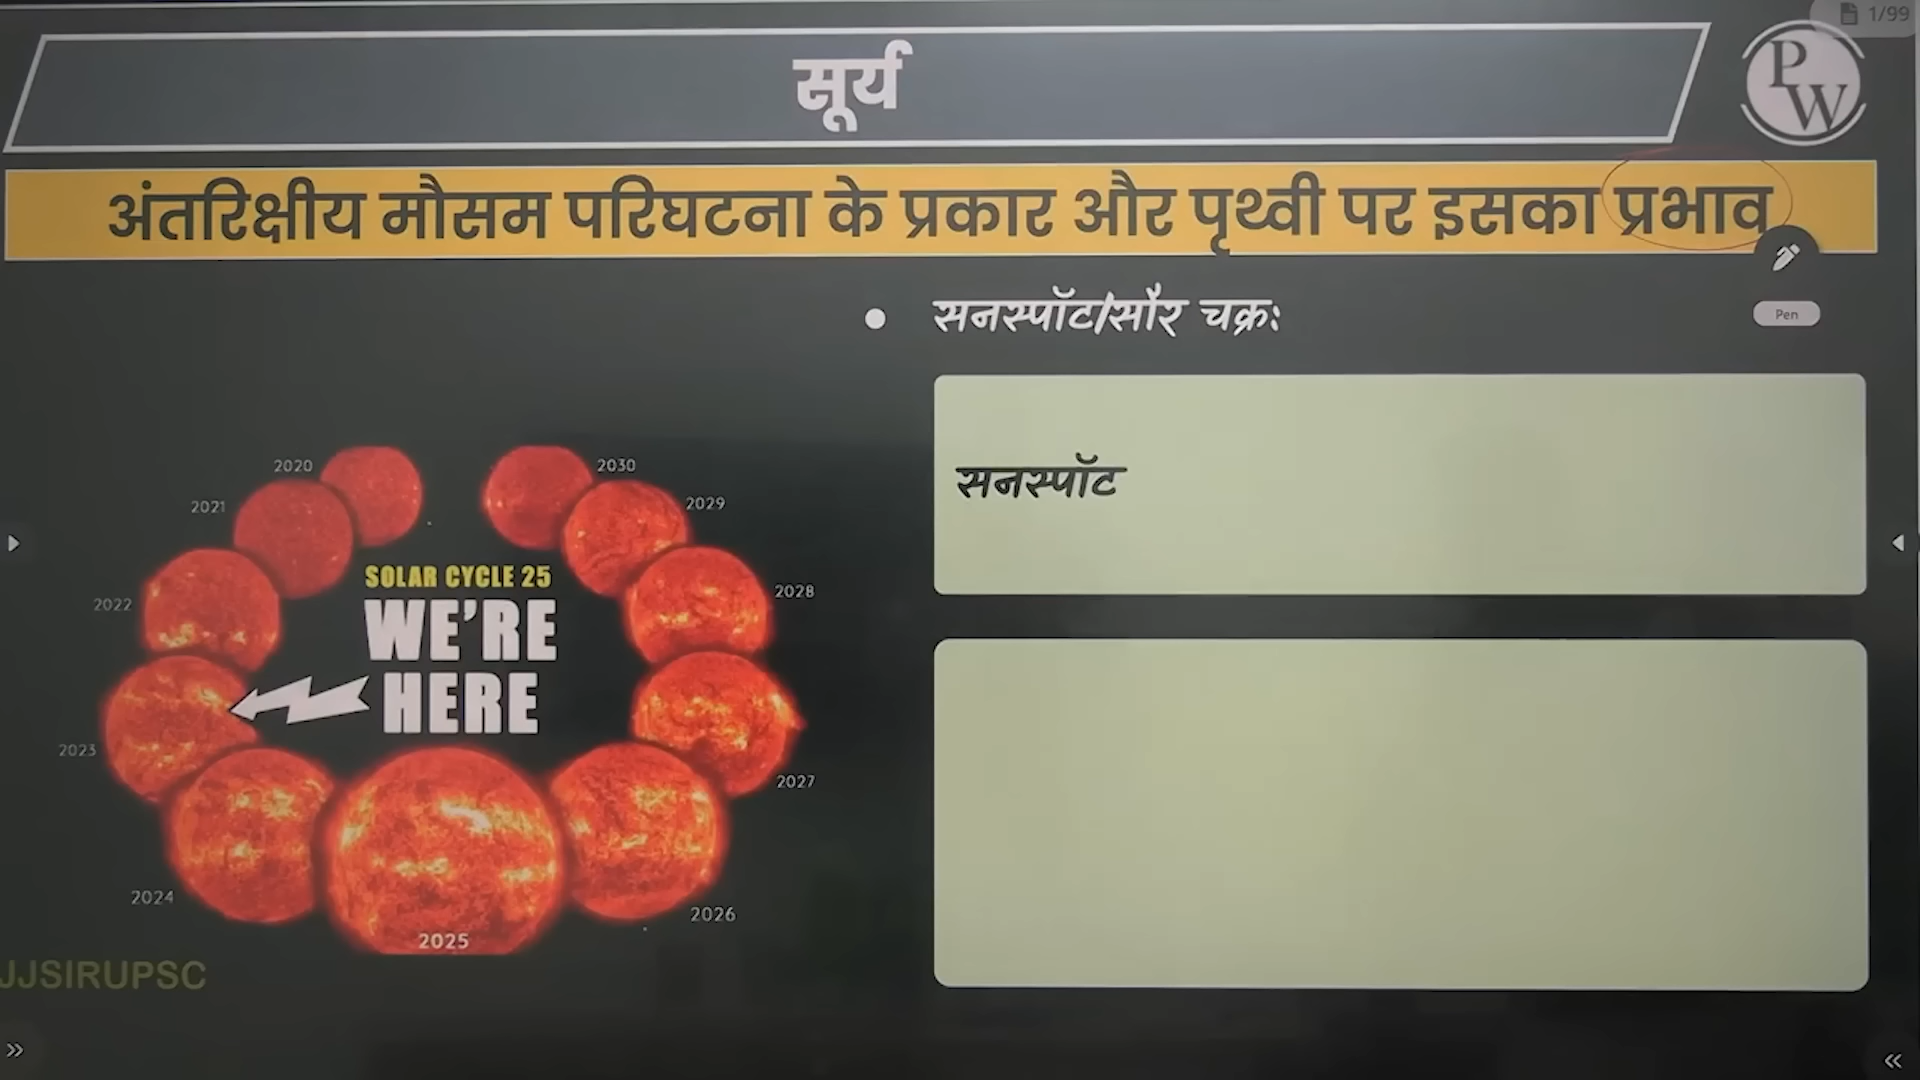 1/99
सूर्य
PW
अंतरिक्षीय मौसम परिघटना के प्रकार और पृथ्वी पर इसका प्रभाव
सनस्पॉट/सौर चक्र:
Pen
सनस्पॉट
2020
2030
2021
2029
SOLAR CYCLE 25
WE'RE
HERE
2022
2028
2023
2027
2024
2026
2025
JJSIRUPSC